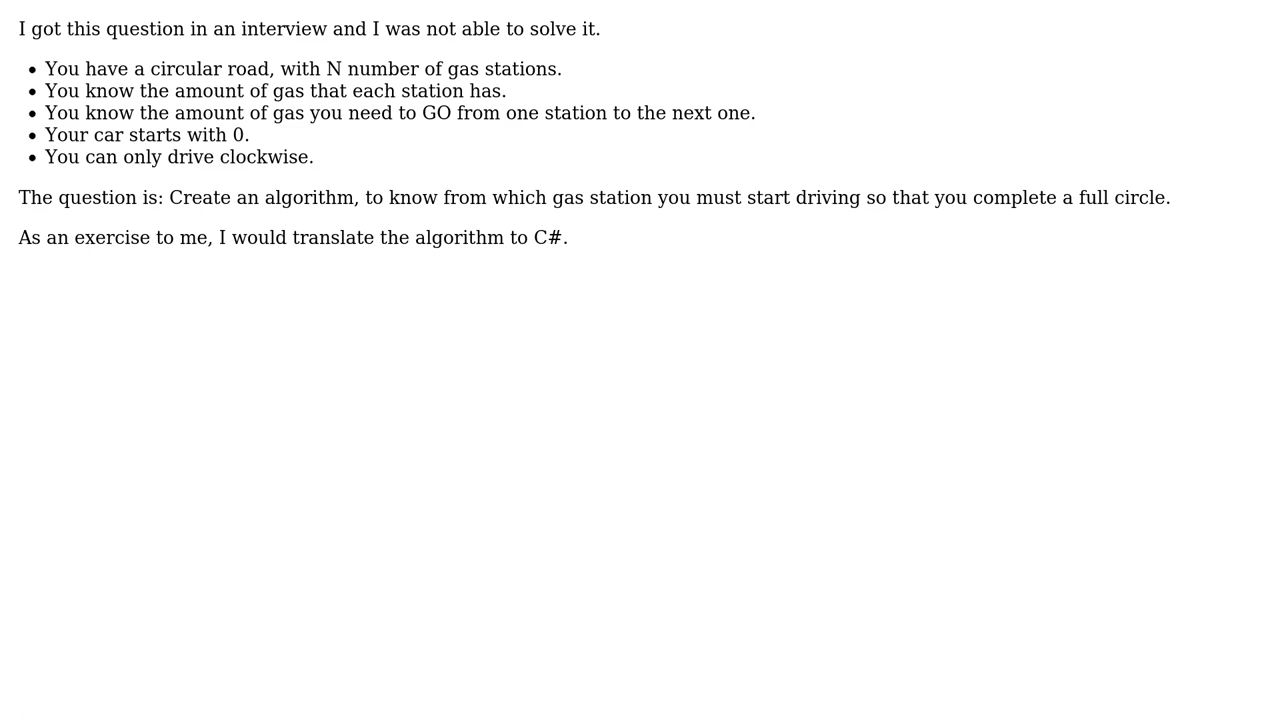 I got this question in an interview and I was not able to solve it.
• You have a circular road, with N number of gas stations.
• You know the amount of gas that each station has.
• You know the amount of gas you need to GO from one station to the next one.
• Your car starts with 0.
• You can only drive clockwise.
The question is: Create an algorithm, to know from which gas station you must start driving so that you complete a full circle.
As an exercise to me, I would translate the algorithm to C#.